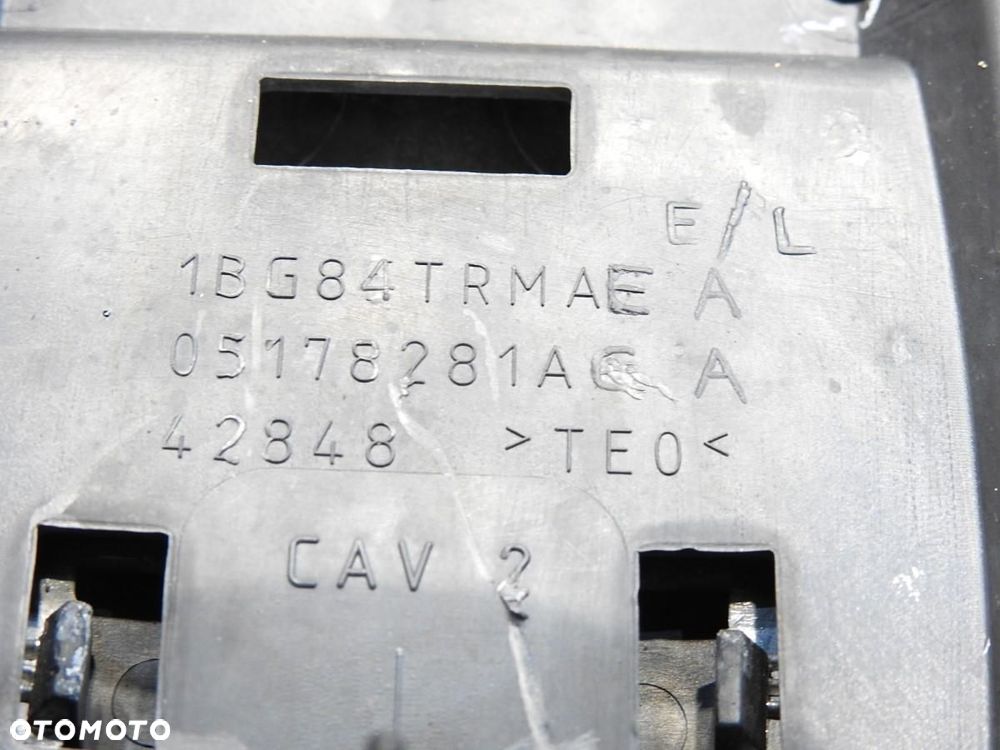 E/L
1BG84TRMAE A
05178281AC A
42848 >TEO<
CAV 2
OTOMOTO